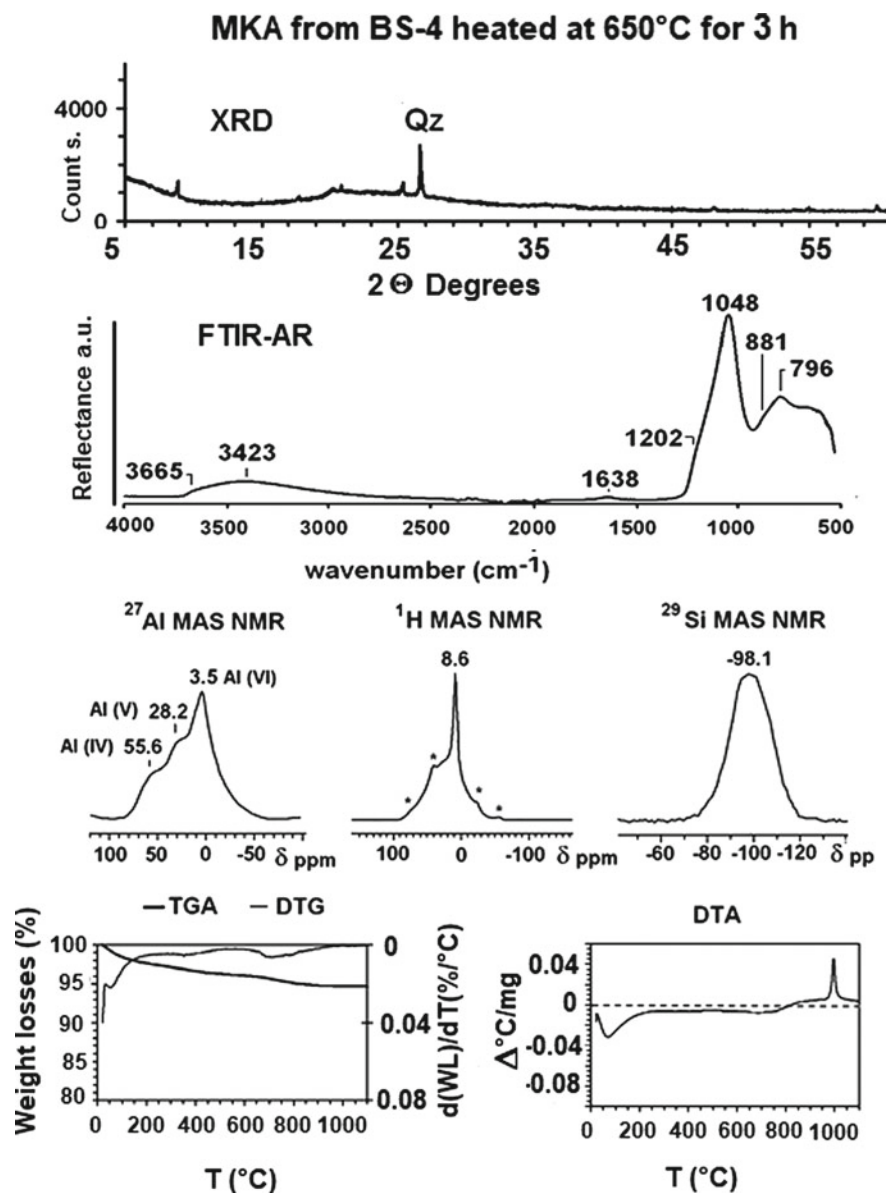 MKA from BS-4 heated at 650°C for 3 h
4000
XRD
Qz
Count s.
0
5 15 25 35 45 55
2 Θ Degrees
1048
FTIR-AR
881
796
Reflectance a.u.
1202
3665
3423
1638
4000 3500 3000 2500 2000 1500 1000 500
wavenumber (cm-1)
27Al MAS NMR
1H MAS NMR
29Si MAS NMR
3.5 Al (VI)
8.6
-98.1
Al (V)
28.2
Al (IV)
55.6
*
*
*
*
100 50 0 -50 δ ppm
100 0 -100 δ ppm
-60 -80 -100 -120 δ pp
TGA DTG
DTA
Weight losses (%)
100
95
90
85
80
0
0.04
0.08
d(WL)/dT(%/°C)
0 200 400 600 800 1000
T (°C)
Δ°C/mg
0.04
0
-0.04
-0.08
0 200 400 600 800 1000
T (°C)